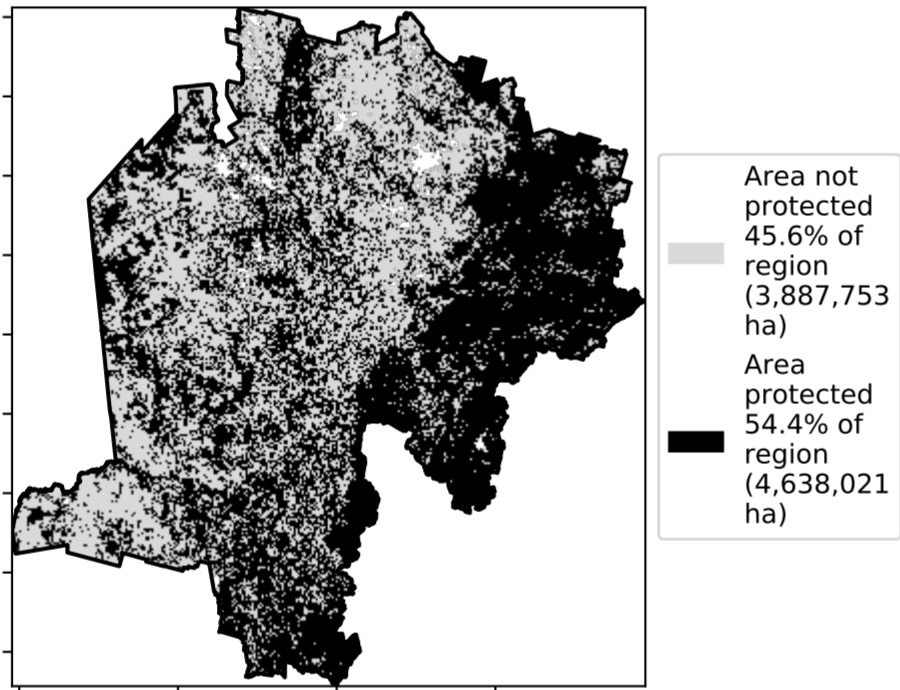 Area not
protected
45.6% of
region
(3,887,753
ha)
Area
protected
54.4% of
region
(4,638,021
ha)